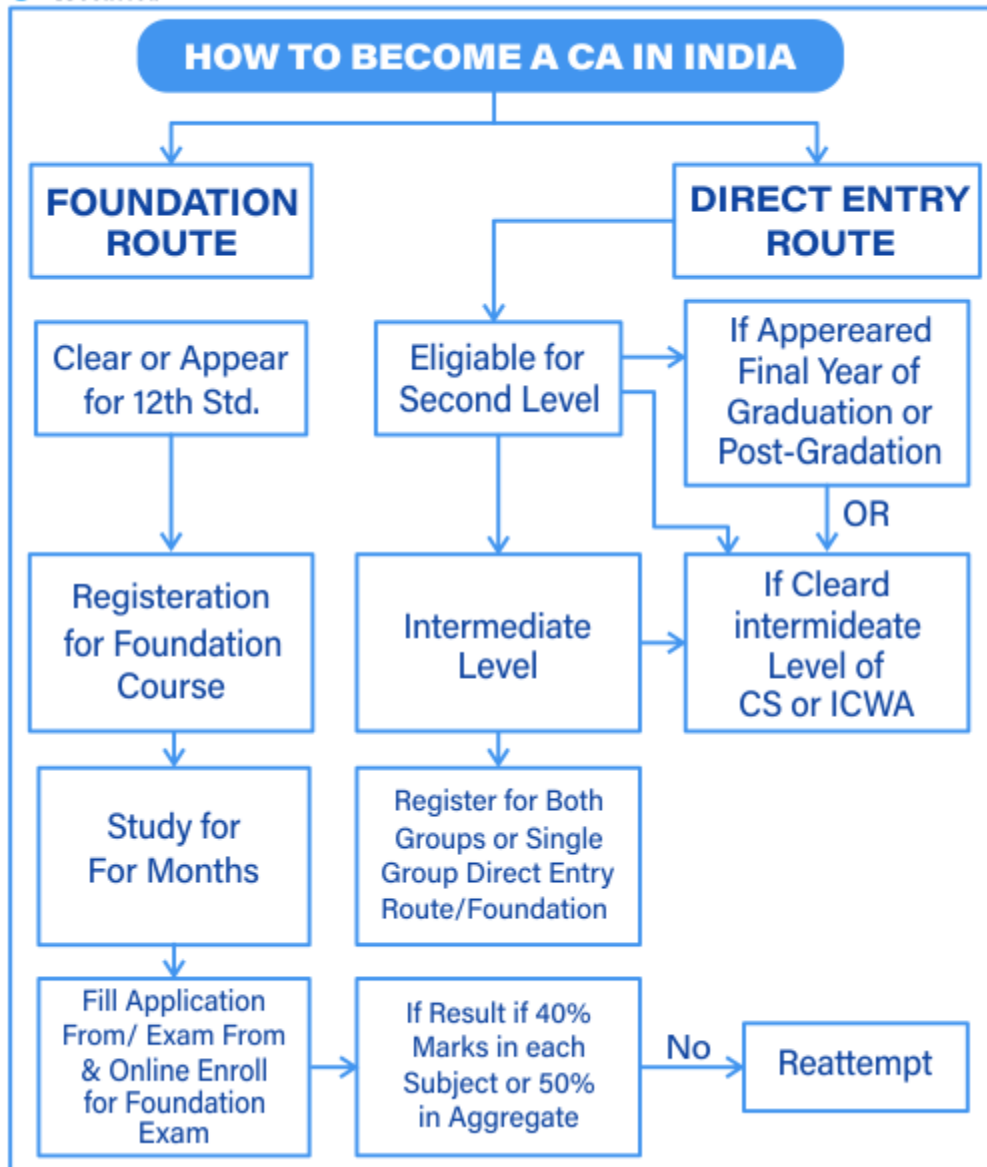 HOW TO BECOME A CA IN INDIA
FOUNDATION
ROUTE
DIRECT ENTRY
ROUTE
Clear or Appear
for 12th Std.
Eligiable for
Second Level
If Appereared
Final Year of
Graduation or
Post-Gradation
OR
Registeration
for Foundation
Course
Intermediate
Level
If Cleard
intermideate
Level of
CS or ICWA
Study for
For Months
Register for Both
Groups or Single
Group Direct Entry
Route/Foundation
Fill Application
From/ Exam From
& Online Enroll
for Foundation
Exam
If Result if 40%
Marks in each
Subject or 50%
in Aggregate
No
Reattempt